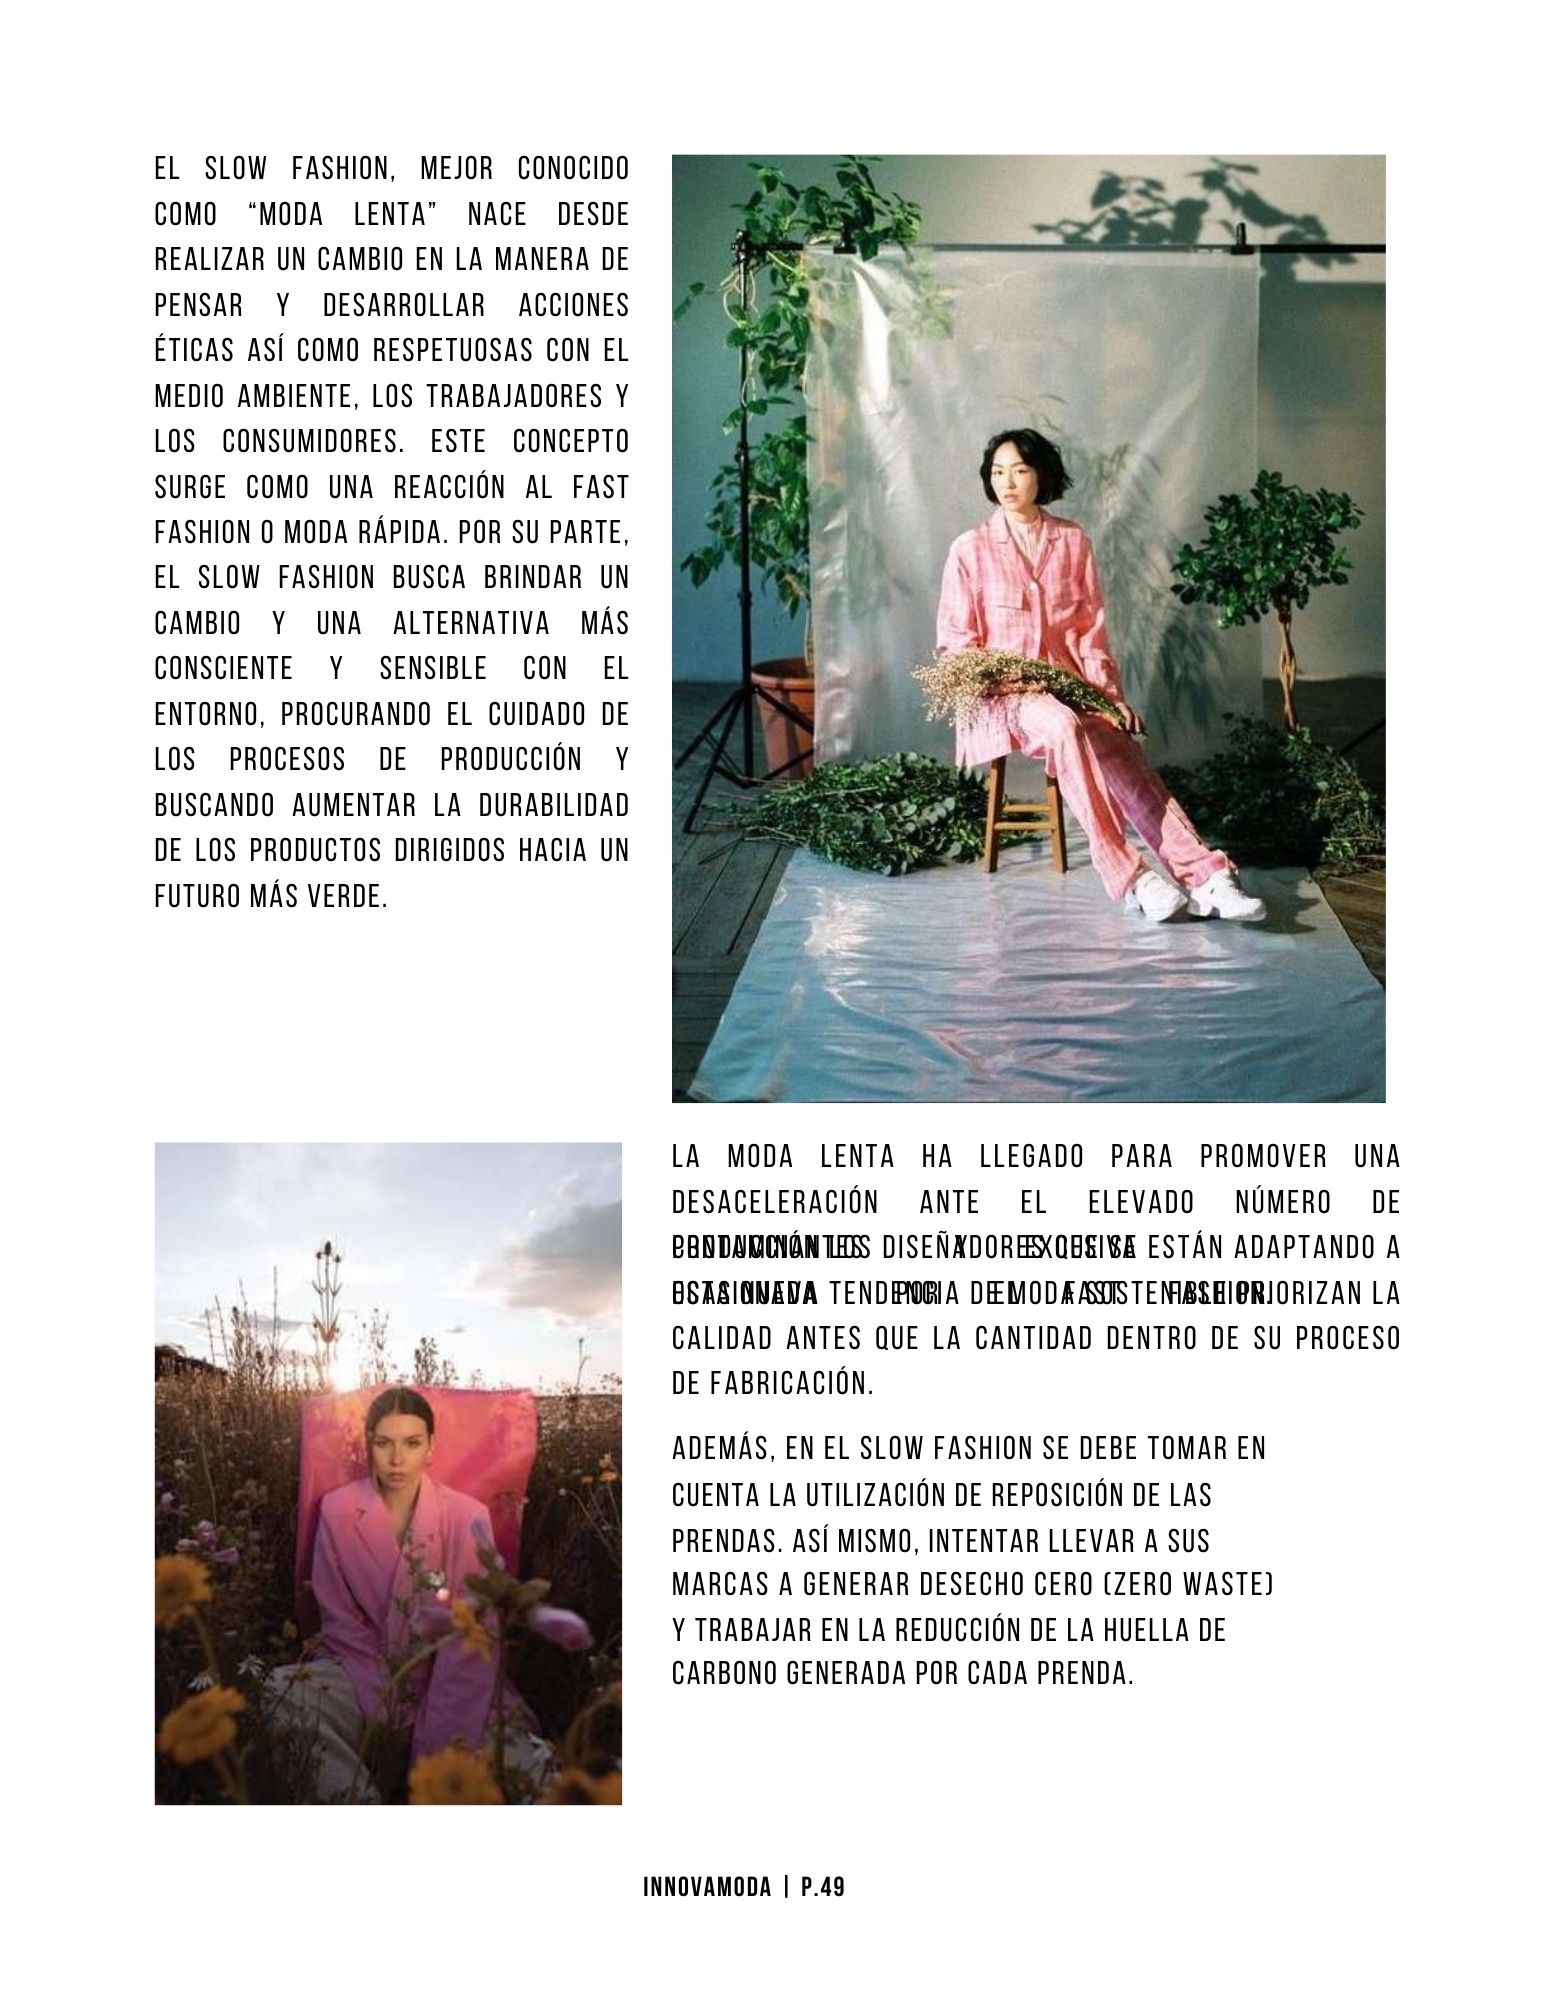 EL SLOW FASHION, MEJOR CONOCIDO
COMO “MODA LENTA” NACE DESDE
REALIZAR UN CAMBIO EN LA MANERA DE
PENSAR Y DESARROLLAR ACCIONES
ÉTICAS ASÍ COMO RESPETUOSAS CON EL
MEDIO AMBIENTE, LOS TRABAJADORES Y
LOS CONSUMIDORES. ESTE CONCEPTO
SURGE COMO UNA REACCIÓN AL FAST
FASHION O MODA RÁPIDA. POR SU PARTE,
EL SLOW FASHION BUSCA BRINDAR UN
CAMBIO Y UNA ALTERNATIVA MÁS
CONSCIENTE Y SENSIBLE CON EL
ENTORNO, PROCURANDO EL CUIDADO DE
LOS PROCESOS DE PRODUCCIÓN Y
BUSCANDO AUMENTAR LA DURABILIDAD
DE LOS PRODUCTOS DIRIGIDOS HACIA UN
FUTURO MÁS VERDE.
LA MODA LENTA HA LLEGADO PARA PROMOVER UNA
DESACELERACIÓN ANTE EL ELEVADO NÚMERO DE
DISEÑADORES QUE SE ESTÁN ADAPTANDO A
TENDENCIA DE MODA SOSTENIBLE PRIORIZAN LA
CALIDAD ANTES QUE LA CANTIDAD DENTRO DE SU PROCESO
DE FABRICACIÓN.
ADEMÁS, EN EL SLOW FASHION SE DEBE TOMAR EN
CUENTA LA UTILIZACIÓN DE REPOSICIÓN DE LAS
PRENDAS. ASÍ MISMO, INTENTAR LLEVAR A SUS
MARCAS A GENERAR DESECHO CERO (ZERO WASTE)
Y TRABAJAR EN LA REDUCCIÓN DE LA HUELLA DE
CARBONO GENERADA POR CADA PRENDA.
INNOVAMODA | P.49